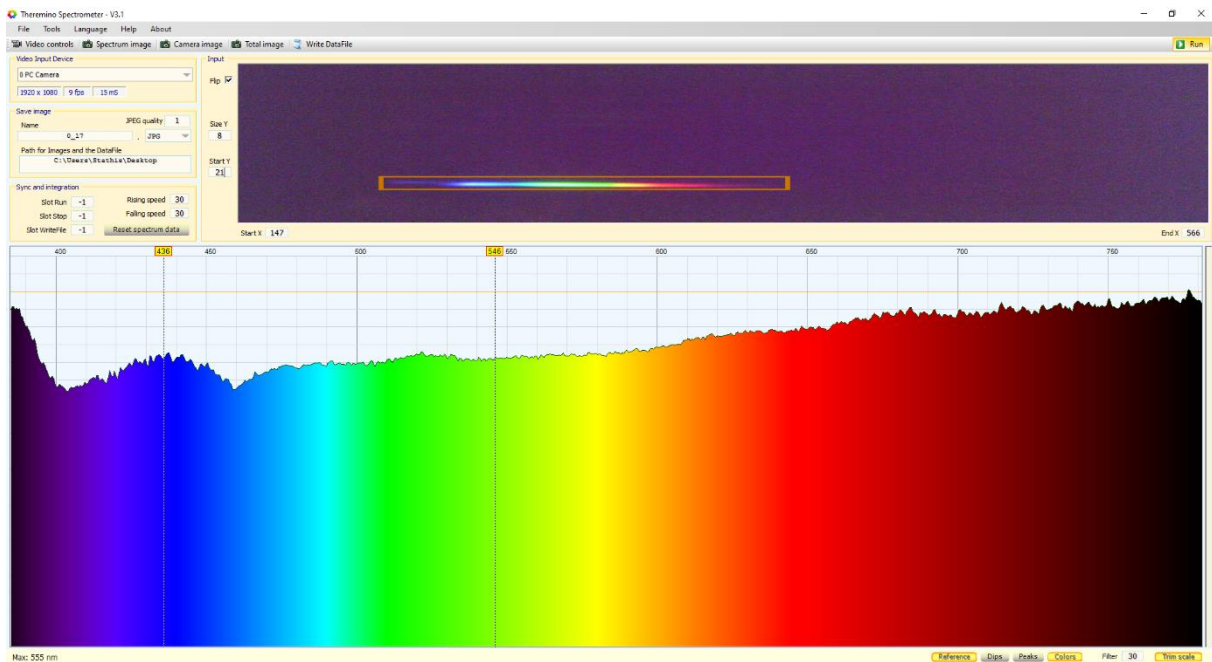 Theremino Spectrometer - V3.1
File Tools Language Help About
Video controls Spectrum image Camera image Total image Write DataFile Run
Video Input Device
0 PC Camera
1920 x 1080 9 fps 15 mS
Save image
Name JPEG quality 1
0_17 . JPG
Path for Images and the DataFile
C:\Users\Stathis\Desktop
Sync and integration
Slot Run -1 Rising speed 30
Slot Stop -1 Falling speed 30
Slot WriteFile -1 Reset spectrum data
Input
Flip
Size Y
8
Start Y
21
Start X 147 End X 566
400 436 450 500 546 550 600 650 700 750
Max: 555 nm Reference Dips Peaks Colors Filter 30 Trim scale